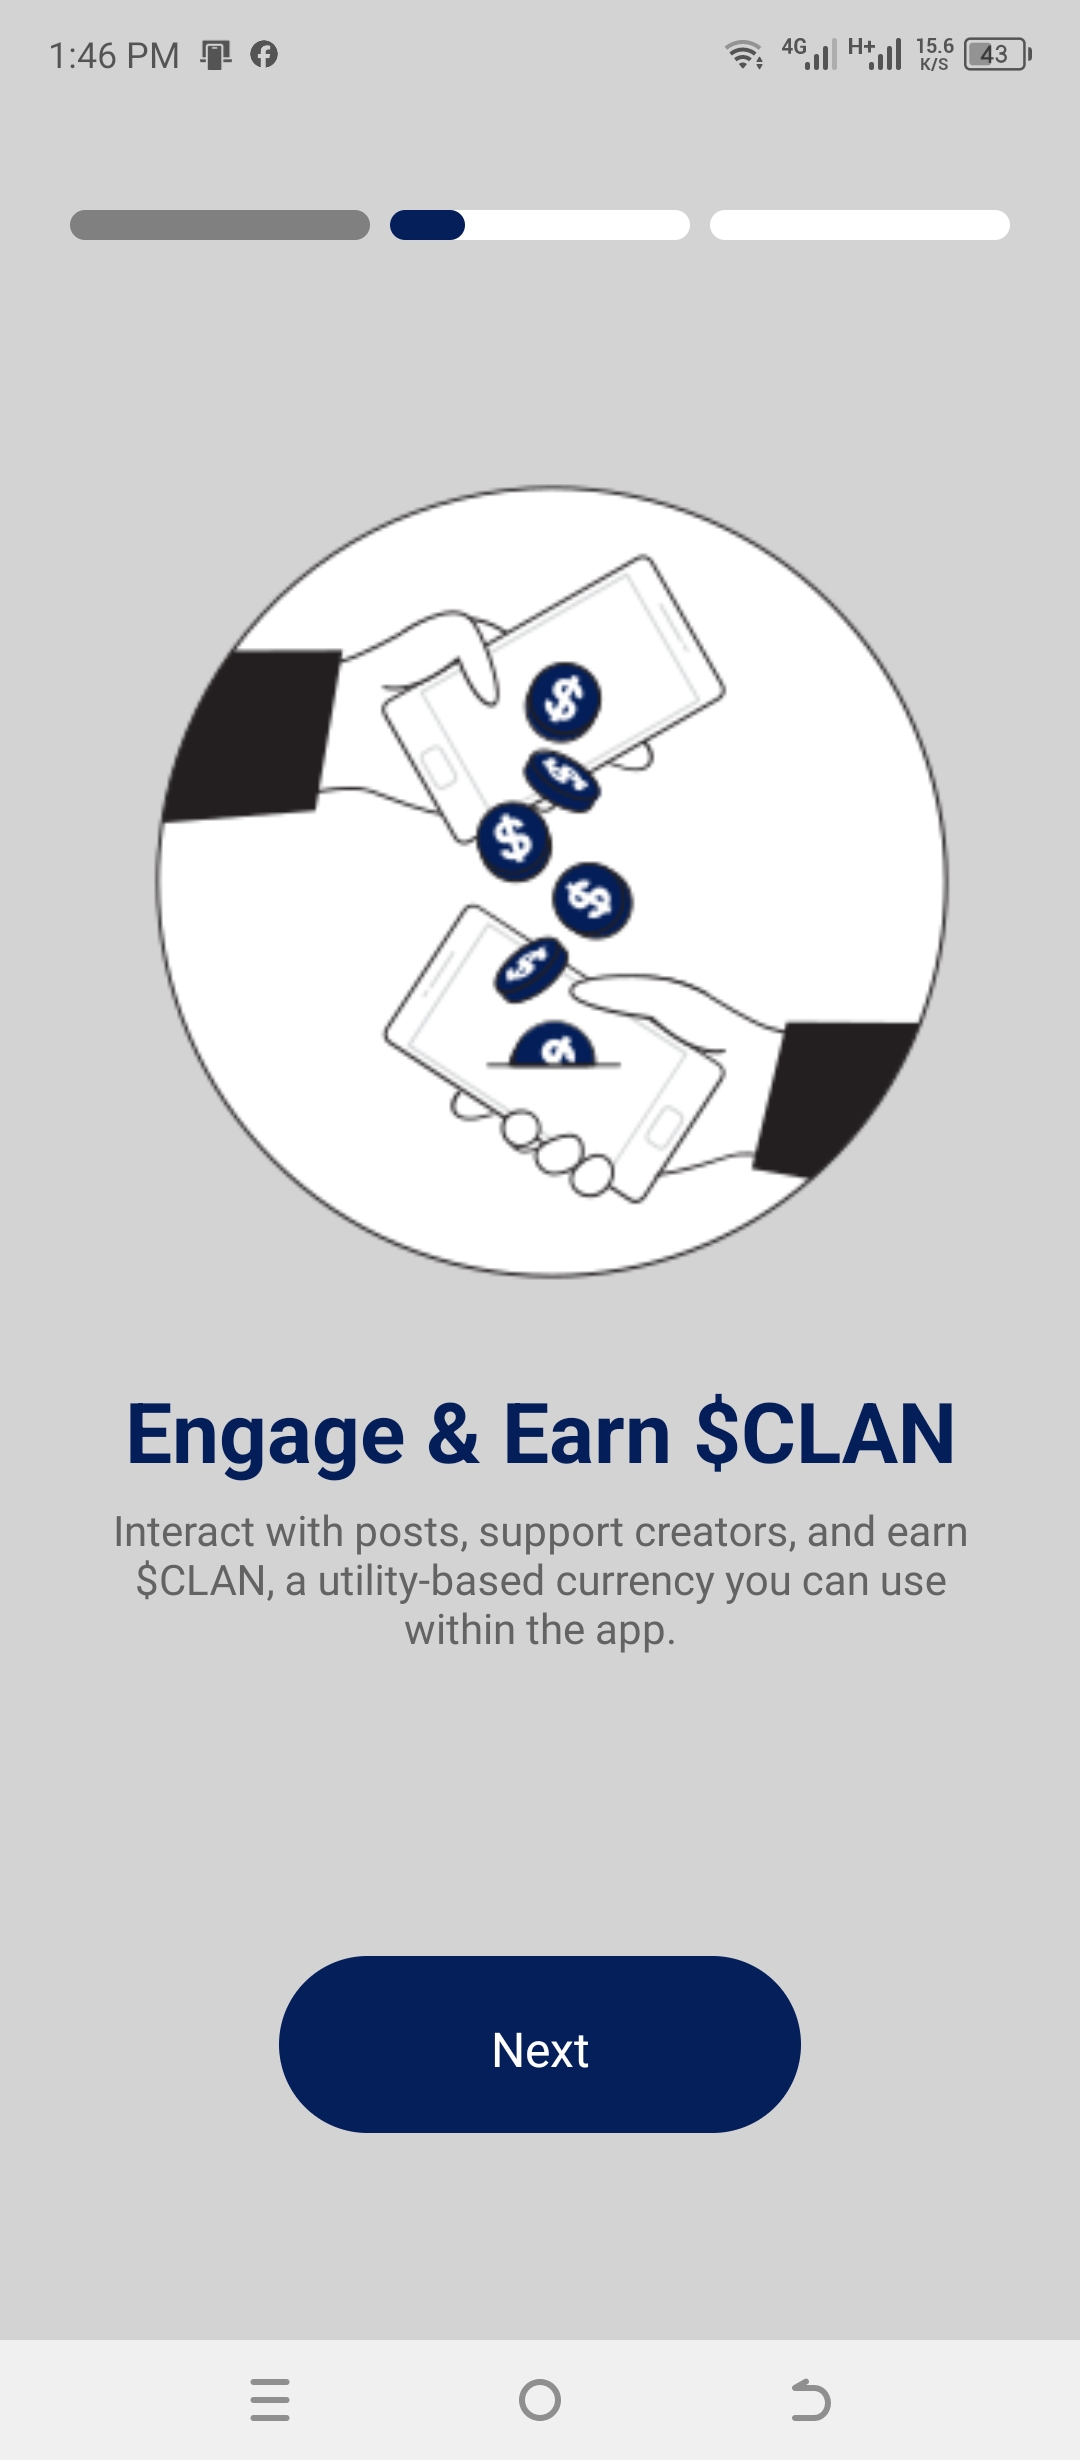 1:46 PM 4G H+ 15.6 K/S 43
$
$
$
$
$
$
Engage & Earn $CLAN
Interact with posts, support creators, and earn
$CLAN, a utility-based currency you can use
within the app.
Next